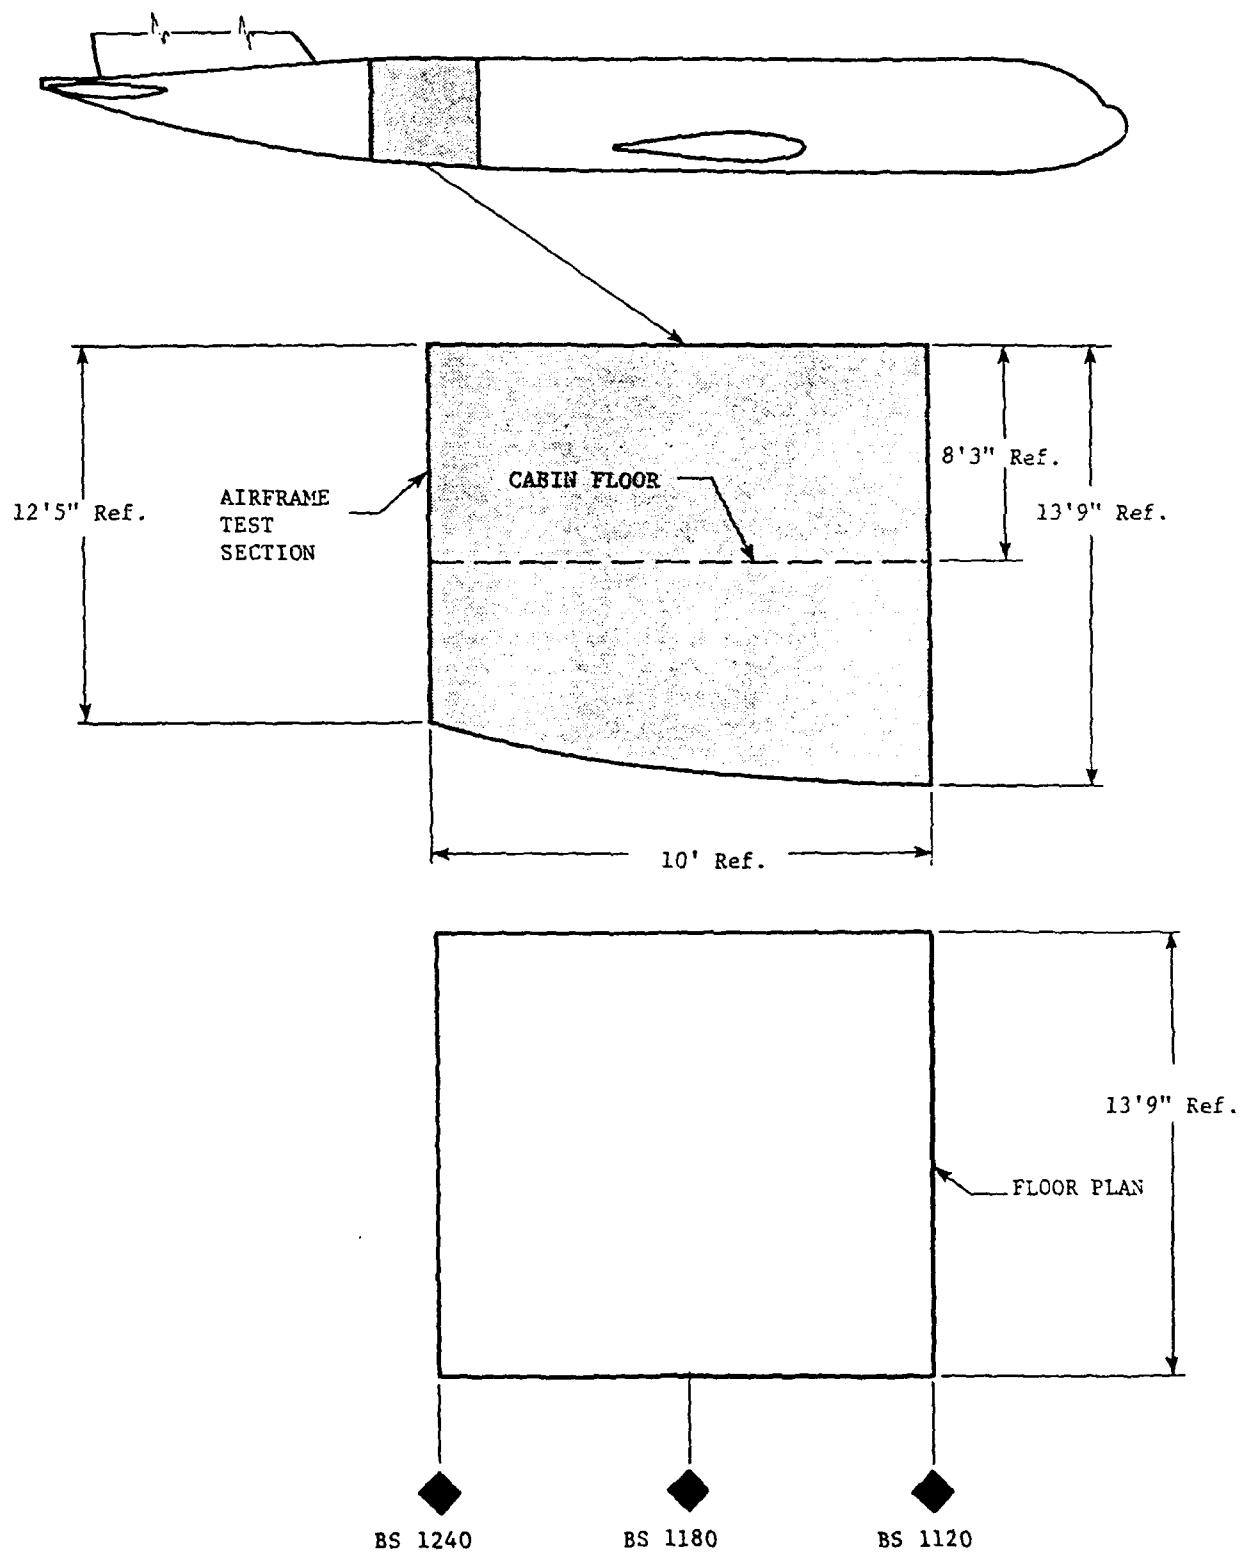 8'3" Ref.
CABIN FLOOR
AIRFRAME
TEST
SECTION
12'5" Ref.
13'9" Ref.
10' Ref.
13'9" Ref.
FLOOR PLAN
BS 1240
BS 1180
BS 1120